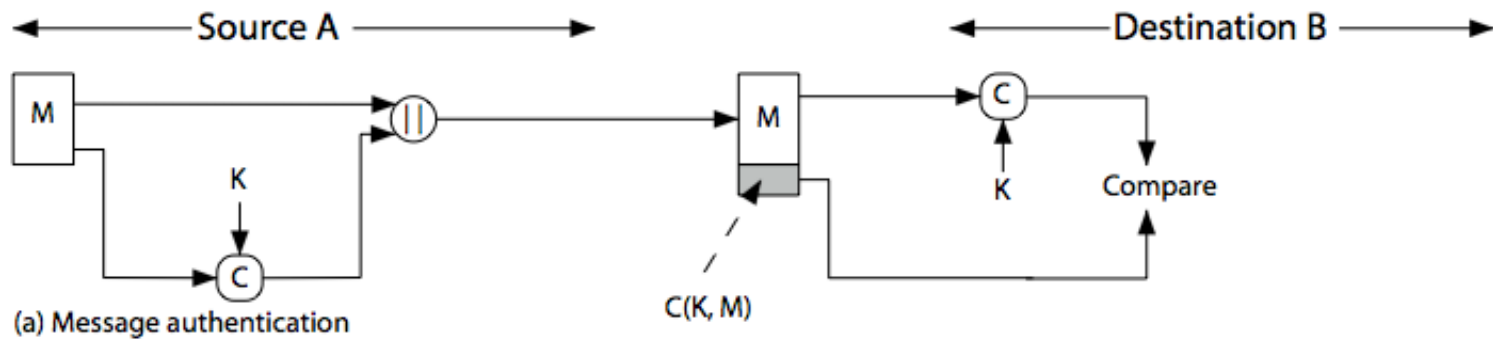 Source A
Destination B
M
||
M
C
K
K
Compare
C
C(K, M)
(a) Message authentication